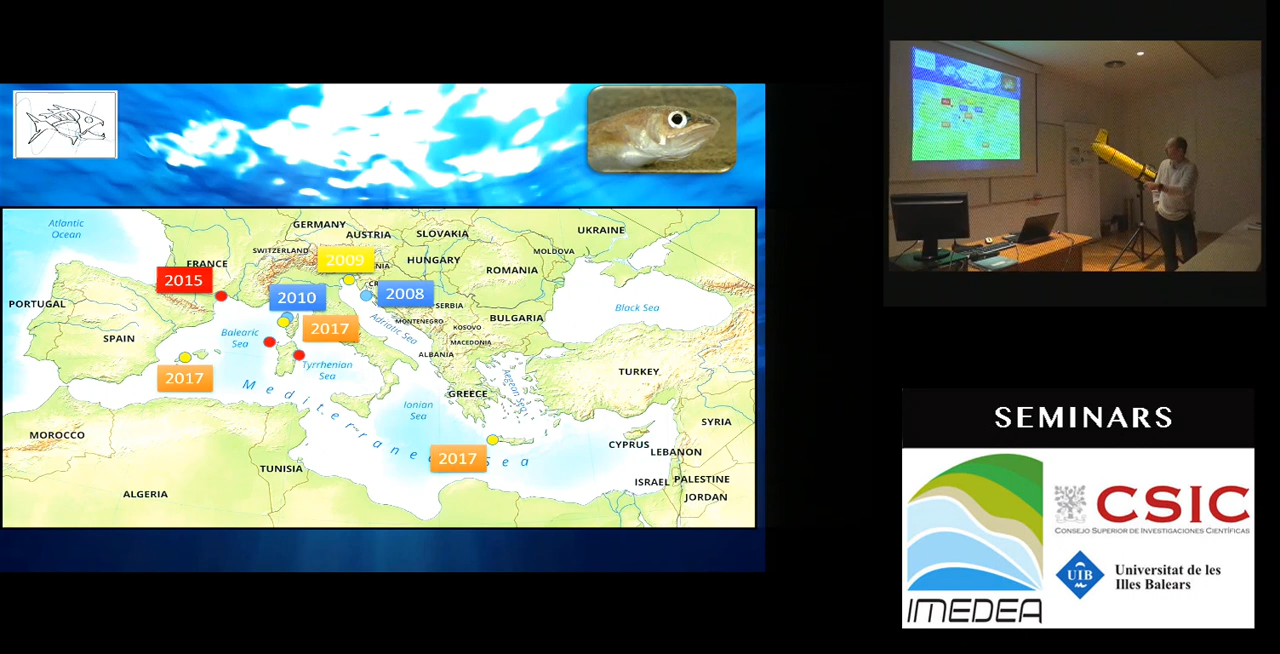 Atlantic
Ocean
GERMANY
AUSTRIA
SLOVAKIA
UKRAINE
SWITZERLAND
MOLDOVA
FRANCE
2009
HUNGARY
ROMANIA
2015
2010
2008
PORTUGAL
SERBIA
Black Sea
BULGARIA
MONTENEGRO
KOSOVO
2017
Adriatic Sea
SPAIN
Balearic
Sea
MACEDONIA
ALBANIA
Tyrrhenian
Sea
TURKEY
2017
GREECE
Aegean Sea
Ionian
Sea
SYRIA
MOROCCO
CYPRUS
LEBANON
2017
Sea
TUNISIA
ISRAEL
PALESTINE
ALGERIA
JORDAN
SEMINARS
CSIC
CONSEJO SUPERIOR DE INVESTIGACIONES CIENTÍFICAS
UIB
Universitat de les
Illes Balears
IMEDEA